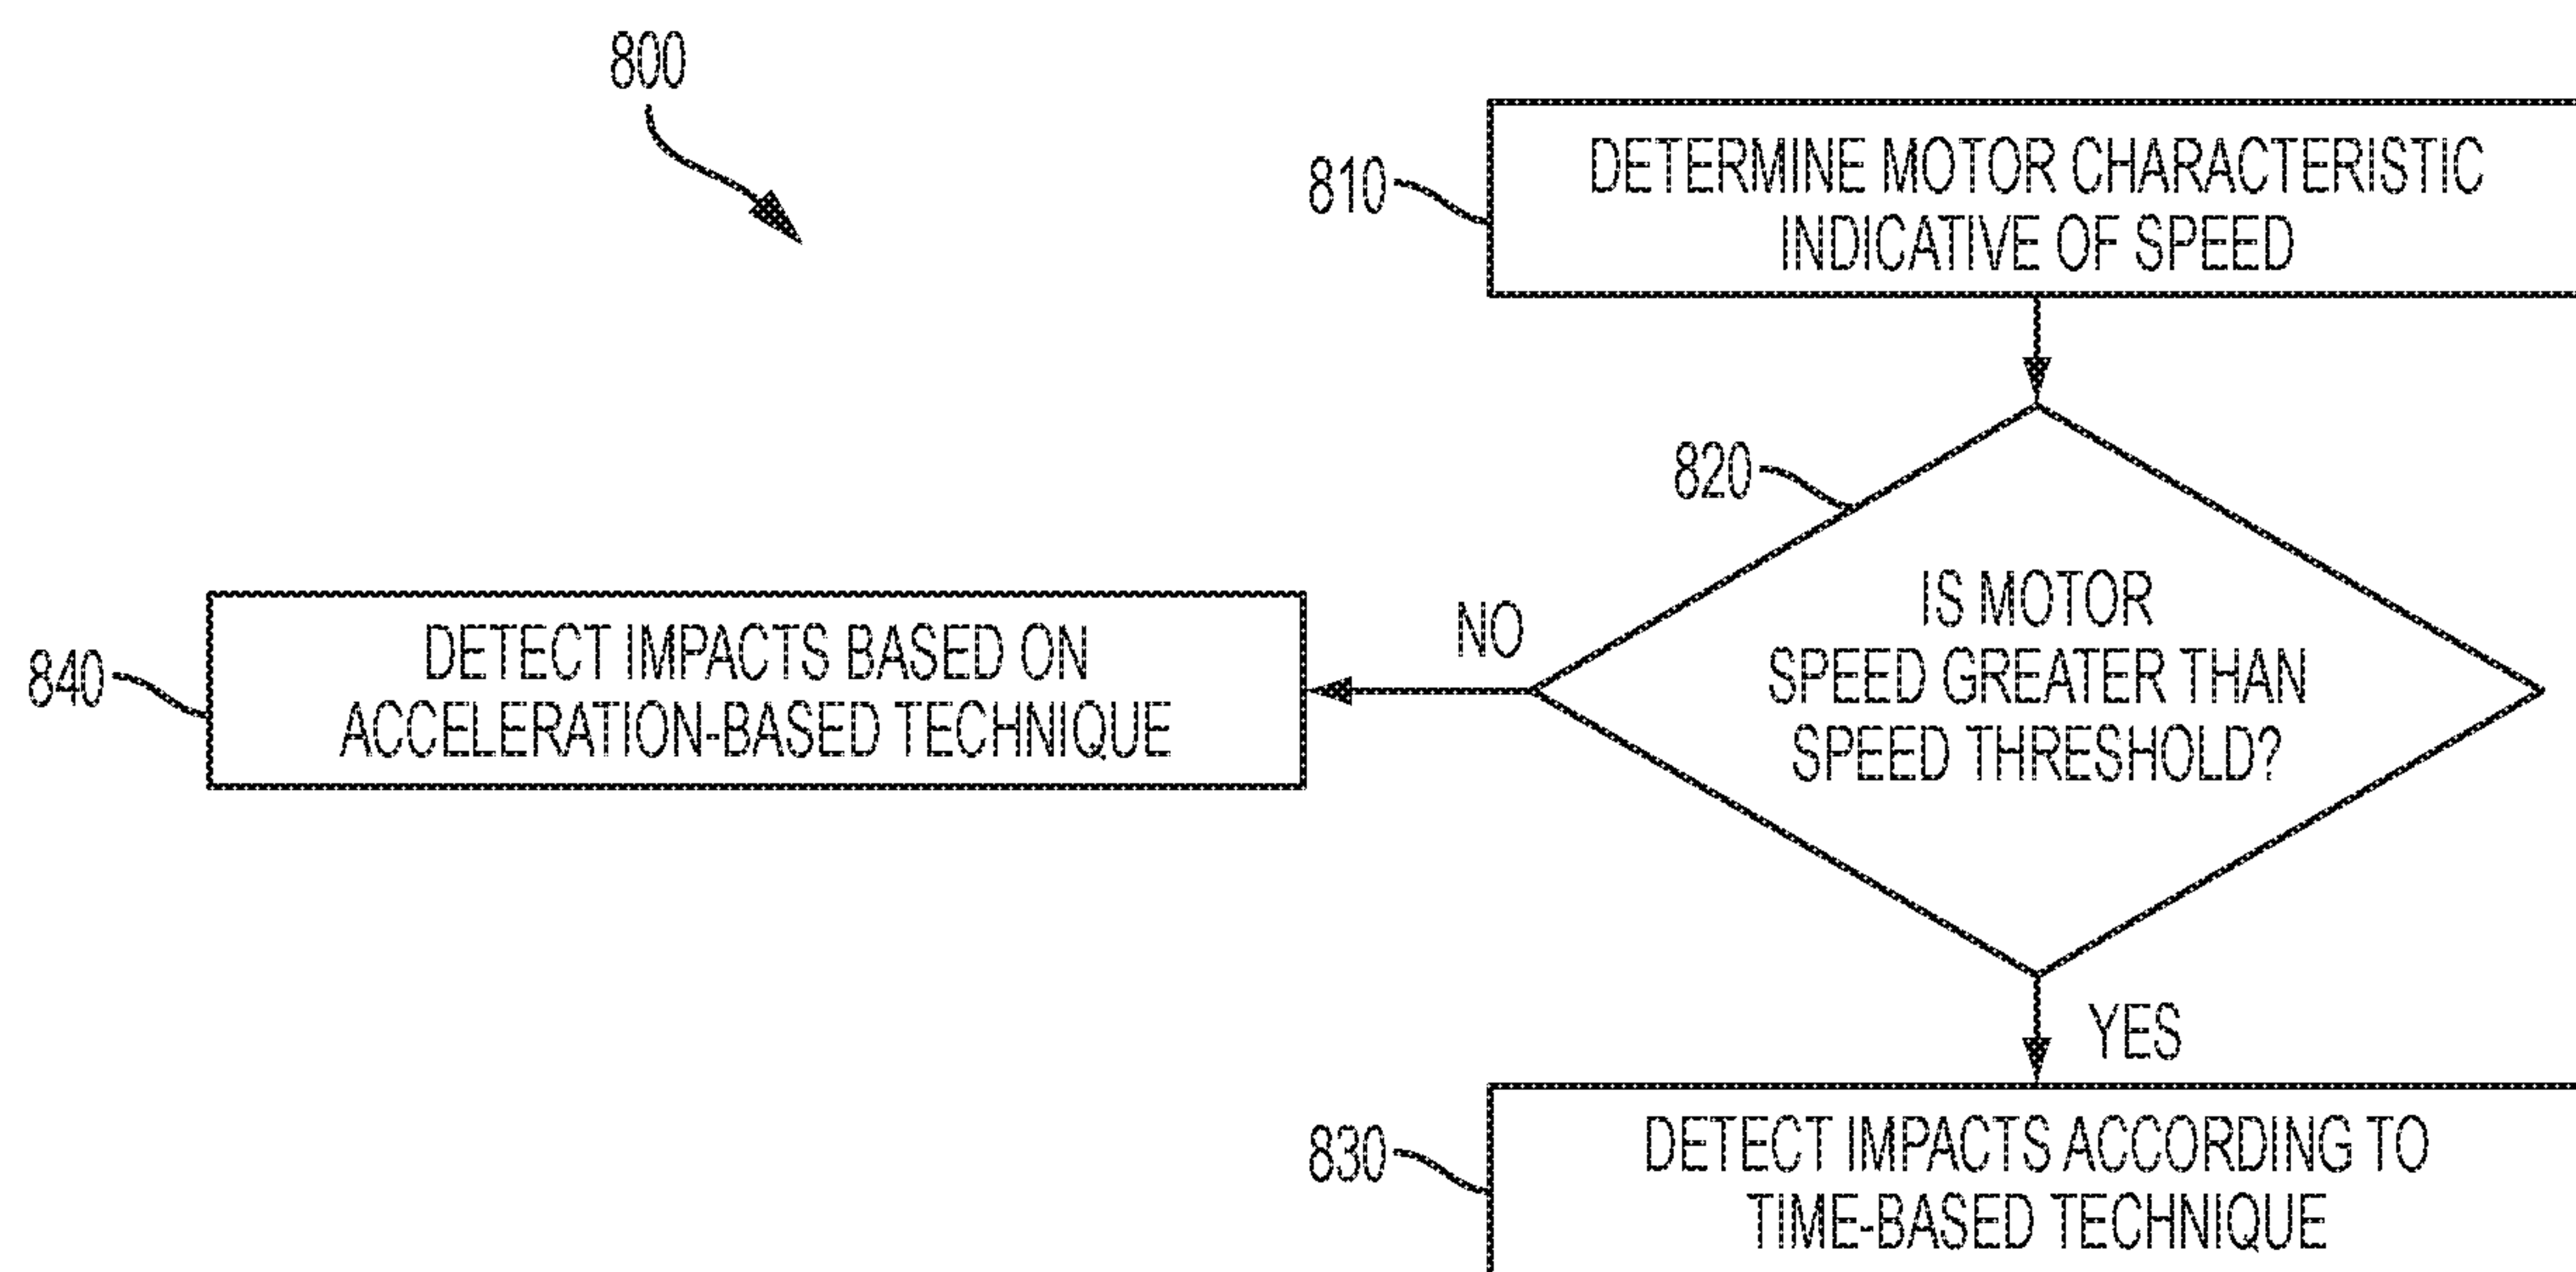 800
810
DETERMINE MOTOR CHARACTERISTIC
INDICATIVE OF SPEED
820
IS MOTOR
SPEED GREATER THAN
SPEED THRESHOLD?
NO
840
DETECT IMPACTS BASED ON
ACCELERATION-BASED TECHNIQUE
YES
830
DETECT IMPACTS ACCORDING TO
TIME-BASED TECHNIQUE